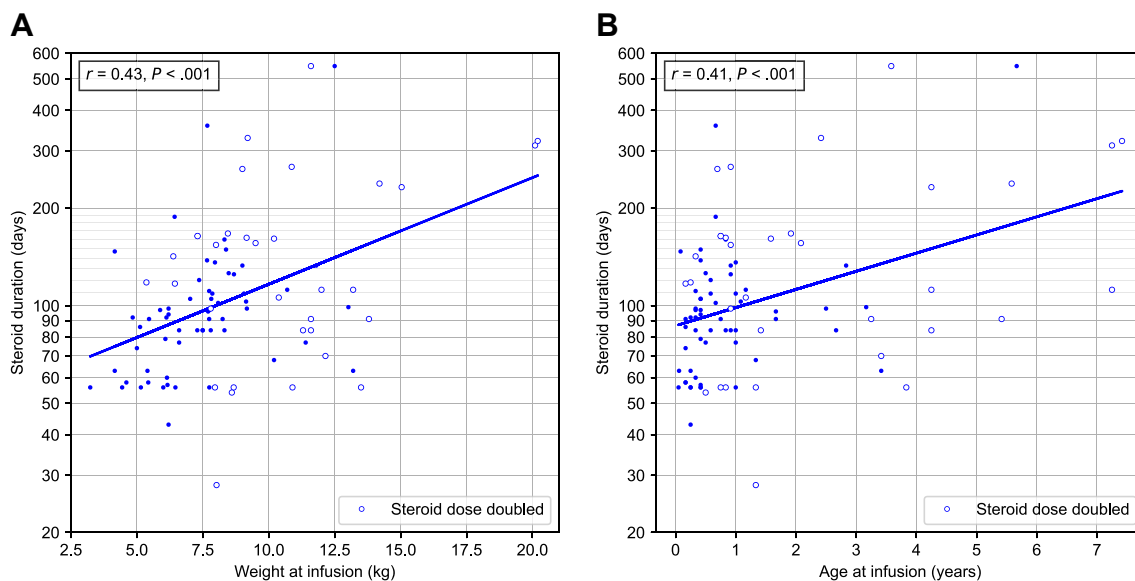 A
r = 0.43, P < .001
Steroid duration (days)
600
500
400
300
200
100
90
80
70
60
50
40
30
20
Steroid dose doubled
2.5 5.0 7.5 10.0 12.5 15.0 17.5 20.0
Weight at infusion (kg)
B
r = 0.41, P < .001
Steroid duration (days)
600
500
400
300
200
100
90
80
70
60
50
40
30
20
Steroid dose doubled
0 1 2 3 4 5 6 7
Age at infusion (years)